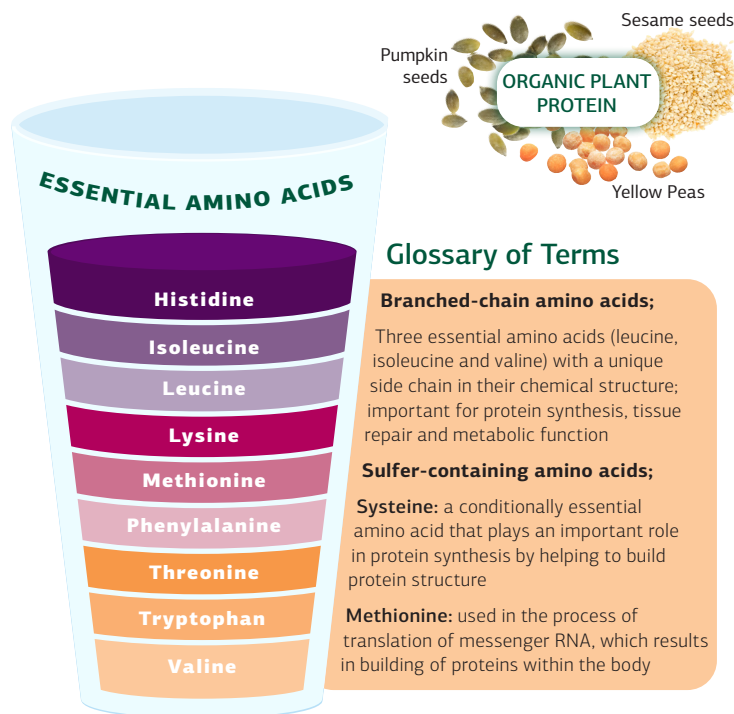 Sesame seeds
Pumpkin
seeds
ORGANIC PLANT
PROTEIN
Yellow Peas
ESSENTIAL AMINO ACIDS
Histidine
Isoleucine
Leucine
Lysine
Methionine
Phenylalanine
Threonine
Tryptophan
Valine
Glossary of Terms
Branched-chain amino acids;
Three essential amino acids (leucine,
isoleucine and valine) with a unique
side chain in their chemical structure;
important for protein synthesis, tissue
repair and metabolic function
Sulfer-containing amino acids;
Systeine: a conditionally essential
amino acid that plays an important role
in protein synthesis by helping to build
protein structure
Methionine: used in the process of
translation of messenger RNA, which results
in building of proteins within the body